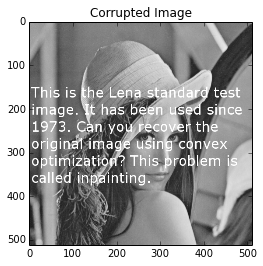 Corrupted Image
0
100
200
300
400
500
This is the Lena standard test
image. It has been used since
1973. Can you recover the
original image using convex
optimization? This problem is
called inpainting.
0 100 200 300 400 500